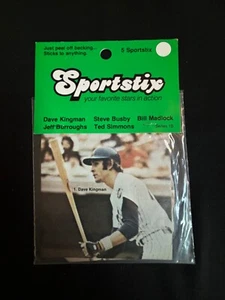 Just peel off backing...
Sticks to anything.
5 Sportstix
Sportstix
your favorite stars in action
Dave Kingman Steve Busby Bill Madlock
Jeff Burroughs Ted Simmons
1. Dave Kingman